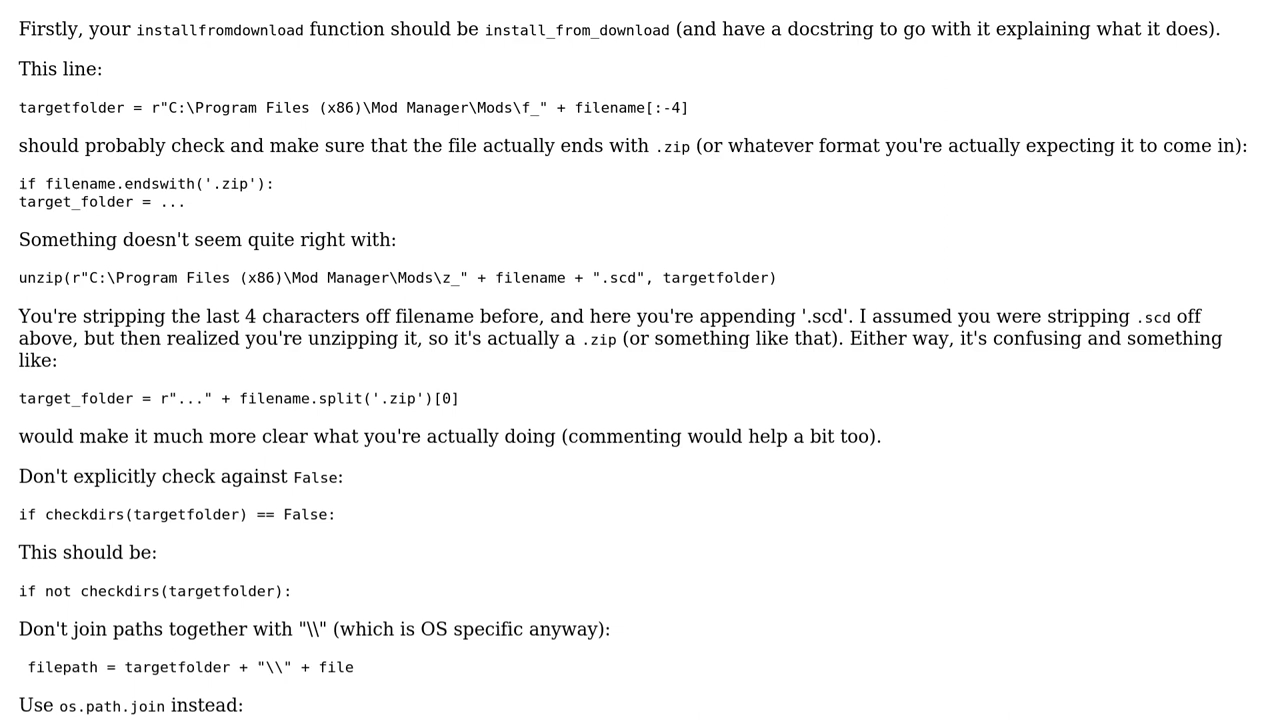 Firstly, your installfromdownload function should be install_from_download (and have a docstring to go with it explaining what it does).
This line:
targetfolder = r"C:\Program Files (x86)\Mod Manager\Mods\f_" + filename[:-4]
should probably check and make sure that the file actually ends with .zip (or whatever format you're actually expecting it to come in):
if filename.endswith('.zip'):
target_folder = ...
Something doesn't seem quite right with:
unzip(r"C:\Program Files (x86)\Mod Manager\Mods\z_" + filename + ".scd", targetfolder)
You're stripping the last 4 characters off filename before, and here you're appending '.scd'. I assumed you were stripping .scd off
above, but then realized you're unzipping it, so it's actually a .zip (or something like that). Either way, it's confusing and something
like:
target_folder = r"..." + filename.split('.zip')[0]
would make it much more clear what you're actually doing (commenting would help a bit too).
Don't explicitly check against False:
if checkdirs(targetfolder) == False:
This should be:
if not checkdirs(targetfolder):
Don't join paths together with "\\" (which is OS specific anyway):
filepath = targetfolder + "\\" + file
Use os.path.join instead: